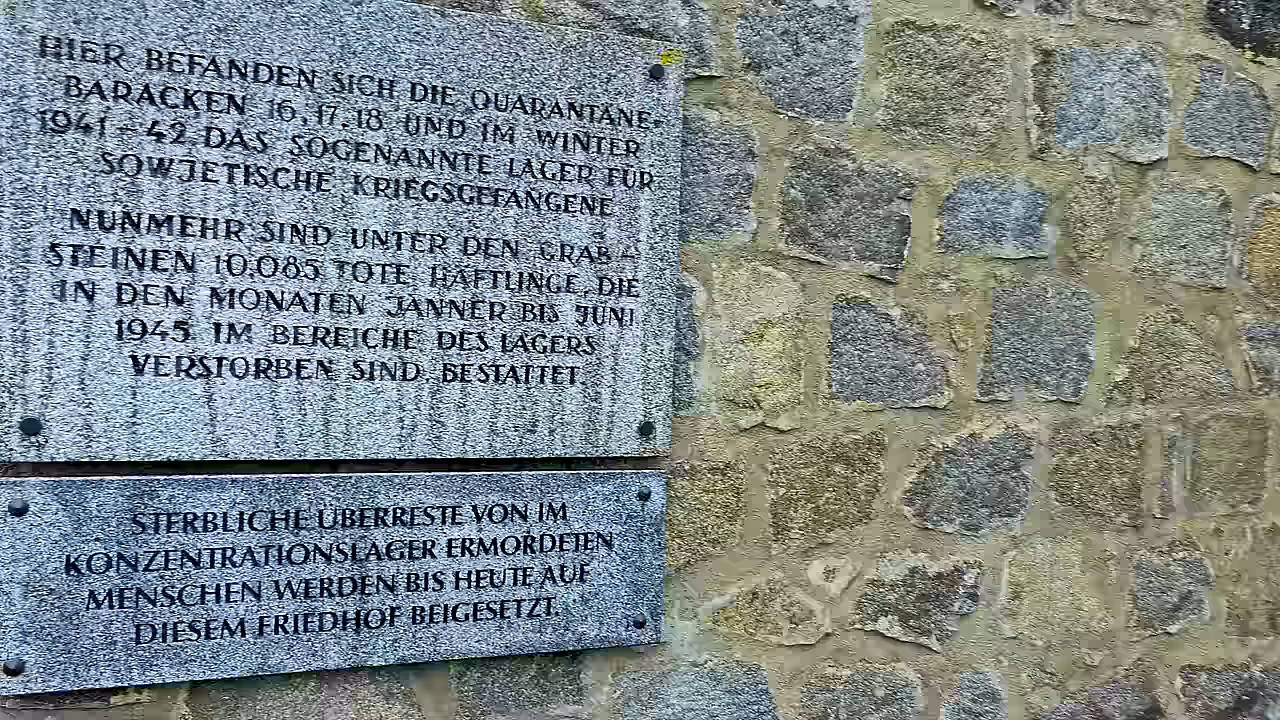 HIER BEFANDEN SICH DIE QUARANTÄNE-
BARACKEN 16, 17, 18 UND IM WINTER
1941–42 DAS SOGENANNTE LAGER FÜR
SOWJETISCHE KRIEGSGEFANGENE
NUNMEHR SIND UNTER DEN GRAB-
STEINEN 10.085 TOTE HÄFTLINGE, DIE
IN DEN MONATEN JÄNNER BIS JUNI
1945 IM BEREICHE DES LAGERS
VERSTORBEN SIND, BESTATTET.
STERBLICHE ÜBERRESTE VON IM
KONZENTRATIONSLAGER ERMORDETEN
MENSCHEN WERDEN BIS HEUTE AUF
DIESEM FRIEDHOF BEIGESETZT.